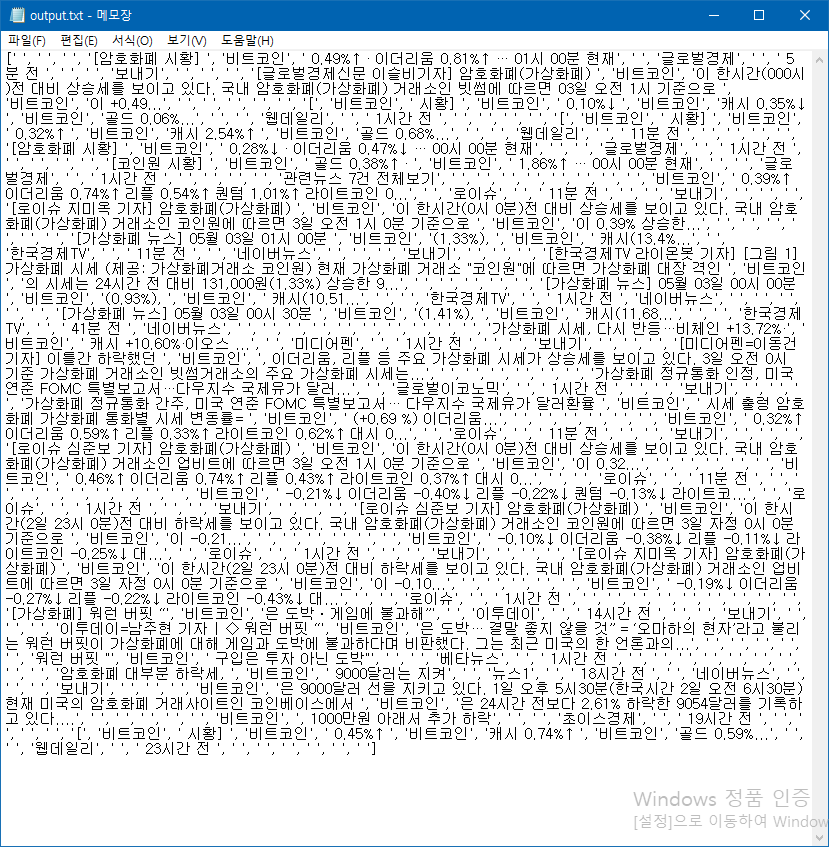 output.txt - 메모장
파일(F) 편집(E) 서식(O) 보기(V) 도움말(H)
[' ', ' ', ' ', ' ', '[암호화폐 시황] ', '비트코인', ' 0.49%↑ · 이더리움 0.81%↑ … 01시 00분 현재', ' ', ' ', '글로벌경제', ' ', ' ', ' 5
분 전 ', ' ', ' ', ' ', '보내기', ' ', ' ', ' ', ' ', '[글로벌경제신문 이슬비기자] 암호화폐(가상화폐) ', '비트코인', '이 한시간(000시
)전 대비 상승세를 보이고 있다. 국내 암호화폐(가상화폐) 거래소인 빗썸에 따르면 03일 오전 1시 기준으로 ',
'비트코인', '이 +0.49...', ' ', ' ', ' ', ' ', ' ', ' ', ' ', '[', '비트코인', ' 시황] ', '비트코인', ' 0.10%↓ ', '비트코인', '캐시 0.35%↓
', '비트코인', '골드 0.06%...', ' ', ' ', '웹데일리', ' ', ' ', ' 1시간 전 ', ' ', ' ', ' ', ' ', '[', '비트코인', ' 시황] ', '비트코인', '
0.32%↑ ', '비트코인', '캐시 2.54%↑ ', '비트코인', '골드 0.68%...', ' ', ' ', '웹데일리', ' ', ' ', ' 11분 전 ', ' ', ' ', ' ', ' ',
'[암호화폐 시황] ', '비트코인', ' 0.28%↓ · 이더리움 0.47%↓ … 00시 00분 현재', ' ', ' ', '글로벌경제', ' ', ' ', ' 1시간 전 ',
' ', ' ', ' ', ' ', '[코인원 시황] ', '비트코인', ' 골드 0.38%↑ · ', '비트코인', ' 1.86%↑ … 00시 00분 현재', ' ', ' ', '글로
벌경제', ' ', ' ', ' 1시간 전 ', ' ', ' ', ' ', ' ', '관련뉴스 7건 전체보기', ' ', ' ', ' ', ' ', ' ', '비트코인', ' 0.39%↑
이더리움 0.74%↑ 리플 0.54%↑ 퀀텀 1.01%↑ 라이트코인 0...', ' ', ' ', '로이슈', ' ', ' ', ' 11분 전 ', ' ', ' ', ' ', '보내기', ' ', ' ', ' ', ' ',
'[로이슈 지미옥 기자] 암호화폐(가상화폐) ', '비트코인', '이 한시간(0시 0분)전 대비 상승세를 보이고 있다. 국내 암호
화폐(가상화폐) 거래소인 코인원에 따르면 3일 오전 1시 0분 기준으로 ', '비트코인', '이 0.39% 상승한...', ' ', ' ', ' ', ' ', ' ',
' ', ' ', ' ', '[가상화폐 뉴스] 05월 03일 01시 00분 ', '비트코인', '(1.33%), ', '비트코인', ' 캐시(13.4%...', ' ', ' ',
'한국경제TV', ' ', ' ', ' 11분 전 ', ' ', '네이버뉴스', ' ', ' ', ' ', '보내기', ' ', ' ', ' ', ' ', '[한국경제TV 라이온봇 기자] [그림 1]
가상화폐 시세 (제공: 가상화폐거래소 코인원) 현재 가상화폐 거래소 "코인원"에 따르면 가상화폐 대장 격인 ', '비트코인
', '의 시세는 24시간 전 대비 131,000원(1.33%) 상승한 9...', ' ', ' ', ' ', ' ', ' ', ' ', ' ', '[가상화폐 뉴스] 05월 03일 00시 00분
', '비트코인', '(0.93%), ', '비트코인', ' 캐시(10.51...', ' ', ' ', '한국경제TV', ' ', ' ', ' 1시간 전 ', ' ', '네이버뉴스', ' ', ' ',
' ', ' ', '[가상화폐 뉴스] 05월 03일 00시 30분 ', '비트코인', '(1.41%), ', '비트코인', ' 캐시(11.68...', ' ', ' ', '한국경제
TV', ' ', ' ', ' 41분 전 ', ' ', '네이버뉴스', ' ', ' ', ' ', ' ', ' ', ' ', ' ', ' ', ' ', '가상화폐 시세, 다시 반등…비체인 +13.72%·', '
비트코인', ' 캐시 +10.60%·이오스 ...', ' ', ' ', '미디어펜', ' ', ' ', ' 1시간 전 ', ' ', ' ', ' ', '보내기', ' ', ' ', ' ', ' ', '[미디어펜=이동건
기자] 이틀간 하락했던 ', '비트코인', ', 이더리움, 리플 등 주요 가상화폐 시세가 상승세를 보이고 있다. 3일 오전 0시
기준 가상화폐 거래소인 빗썸거래소의 주요 가상화폐 시세는...', ' ', ' ', ' ', ' ', ' ', ' ', ' ', '가상화폐 정규통화 인정, 미국
연준 FOMC 특별보고서…다우지수 국제유가 달러...', ' ', ' ', '글로벌이코노믹', ' ', ' ', ' 1시간 전 ', ' ', ' ', ' ', '보내기', ' ', ' ', ' ', '
', '가상화폐 정규통화 간주, 미국 연준 FOMC 특별보고서… 다우지수 국제유가 달러환율 ', '비트코인', ' 시세 출렁 암호
화폐 가상화폐 통화별 시세 변동률= ', '비트코인', ' (+0.69 %) 이더리움...', ' ', ' ', ' ', ' ', ' ', ' ', ' ', '비트코인', ' 0.32%↑
이더리움 0.59%↑ 리플 0.33%↑ 라이트코인 0.62%↑ 대시 0...', ' ', ' ', '로이슈', ' ', ' ', ' 11분 전 ', ' ', ' ', ' ', '보내기', ' ', ' ', ' ', ' ',
'[로이슈 심준보 기자] 암호화폐(가상화폐) ', '비트코인', '이 한시간(0시 0분)전 대비 상승세를 보이고 있다. 국내 암호
화폐(가상화폐) 거래소인 업비트에 따르면 3일 오전 1시 0분 기준으로 ', '비트코인', '이 0.32...', ' ', ' ', ' ', ' ', ' ', ' ', ' ', '비
트코인', ' 0.46%↑ 이더리움 0.74%↑ 리플 0.43%↑ 라이트코인 0.37%↑ 대시 0...', ' ', ' ', '로이슈', ' ', ' ', ' 11분 전 ', ' ', ' ',
' ', ' ', ' ', ' ', ' ', ' ', ' ', ' ', '비트코인', ' -0.21%↓ 이더리움 -0.40%↓ 리플 -0.22%↓ 퀀텀 -0.13%↓ 라이트코...', ' ', ' ', '로
이슈', ' ', ' ', ' 1시간 전 ', ' ', ' ', ' ', '보내기', ' ', ' ', ' ', ' ', '[로이슈 심준보 기자] 암호화폐(가상화폐) ', '비트코인', '이 한시
간(2일 23시 0분)전 대비 하락세를 보이고 있다. 국내 암호화폐(가상화폐) 거래소인 코인원에 따르면 3일 자정 0시 0분
기준으로 ', '비트코인', '이 -0.21...', ' ', ' ', ' ', ' ', ' ', ' ', ' ', '비트코인', ' -0.10%↓ 이더리움 -0.38%↓ 리플 -0.11%↓ 라
이트코인 -0.25%↓ 대...', ' ', ' ', '로이슈', ' ', ' ', ' 1시간 전 ', ' ', ' ', ' ', '보내기', ' ', ' ', ' ', ' ', '[로이슈 지미옥 기자] 암호화폐(가
상화폐) ', '비트코인', '이 한시간(2일 23시 0분)전 대비 하락세를 보이고 있다. 국내 암호화폐(가상화폐) 거래소인 업비
트에 따르면 3일 자정 0시 0분 기준으로 ', '비트코인', '이 -0.10...', ' ', ' ', ' ', ' ', ' ', ' ', ' ', '비트코인', ' -0.19%↓ 이더리움
-0.27%↓ 리플 -0.22%↓ 라이트코인 -0.43%↓ 대...', ' ', ' ', '로이슈', ' ', ' ', ' 1시간 전 ', ' ', ' ', ' ', ' ', ' ', ' ', ' ', ' ', ' ',
'[가상화폐] 워런 버핏 “', '비트코인', '은 도박・게임에 불과해”', ' ', ' ', '이투데이', ' ', ' ', ' 14시간 전 ', ' ', ' ', ' ', '보내기', ' ', '
', ' ', ' ', '이투데이=남주현 기자ㅣ◇ 워런 버핏 “', '비트코인', '은 도박… 결말 좋지 않을 것” = ‘오마하의 현자’라고 불리
는 워런 버핏이 가상화폐에 대해 게임과 도박에 불과하다며 비판했다. 그는 최근 미국의 한 언론과의...', ' ', ' ', ' ', ' ', ' ',
' ', ' ', '워런 버핏 "', '비트코인', ' 구입은 투자 아닌 도박"', ' ', ' ', '베타뉴스', ' ', ' ', ' 1시간 전 ', ' ', ' ', ' ', ' ', ' ', ' ', ' ', '
', ' ', '암호화폐 대부분 하락세, ', '비트코인', ' 9000달러는 지켜', ' ', ' ', '뉴스1', ' ', ' ', ' 18시간 전 ', ' ', '네이버뉴스', ' ',
' ', ' ', '보내기', ' ', ' ', ' ', ' ', '비트코인', '은 9000달러 선을 지키고 있다. 1일 오후 5시30분(한국시간 2일 오전 6시30분)
현재 미국의 암호화폐 거래사이트인 코인베이스에서 ', '비트코인', '은 24시간 전보다 2.61% 하락한 9054달러를 기록하
고 있다....', ' ', ' ', ' ', ' ', ' ', ' ', ' ', '비트코인', ', 1000만원 아래서 추가 하락', ' ', ' ', '초이스경제', ' ', ' ', ' 19시간 전 ', ' ', ' ',
' ', ' ', '[', '비트코인', ' 시황] ', '비트코인', ' 0.45%↑ ', '비트코인', '캐시 0.74%↑ ', '비트코인', '골드 0.59%...', ' ',
' ', '웹데일리', ' ', ' ', ' 23시간 전 ', ' ', ' ', ' ', ' ', ' ', ' ', ' ']
Windows 정품 인증
[설정]으로 이동하여 Window